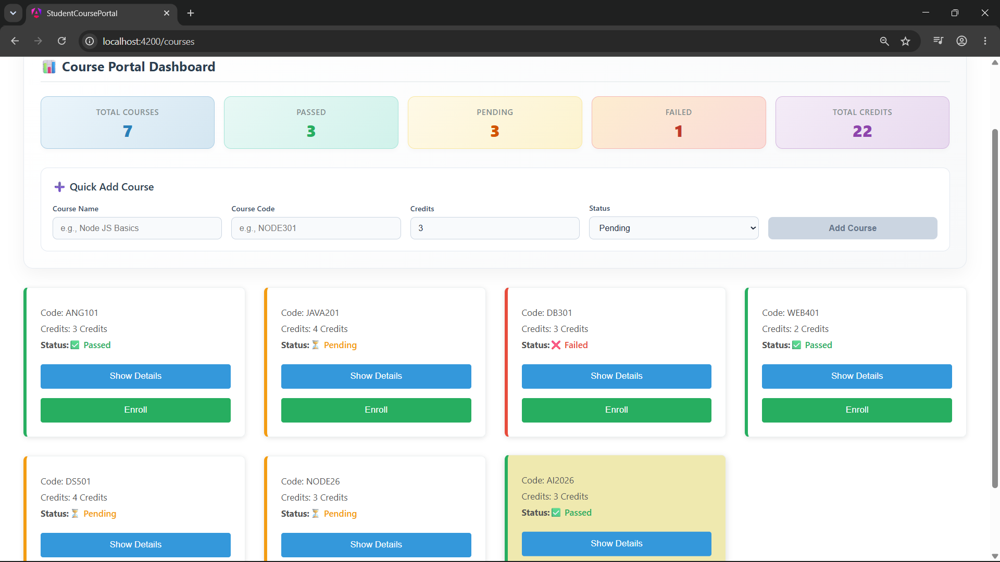 StudentCoursePortal
localhost:4200/courses
Course Portal Dashboard
TOTAL COURSES
7
PASSED
3
PENDING
3
FAILED
1
TOTAL CREDITS
22
Quick Add Course
Course Name
Course Code
Credits
Status
e.g., Node JS Basics
e.g., NODE301
3
Pending
Add Course
Code: ANG101
Credits: 3 Credits
Status: ✅ Passed
Show Details
Enroll
Code: JAVA201
Credits: 4 Credits
Status: ⏳ Pending
Show Details
Enroll
Code: DB301
Credits: 3 Credits
Status: ❌ Failed
Show Details
Enroll
Code: WEB401
Credits: 2 Credits
Status: ✅ Passed
Show Details
Enroll
Code: DS501
Credits: 4 Credits
Status: ⏳ Pending
Show Details
Code: NODE26
Credits: 3 Credits
Status: ⏳ Pending
Show Details
Code: AI2026
Credits: 3 Credits
Status: ✅ Passed
Show Details